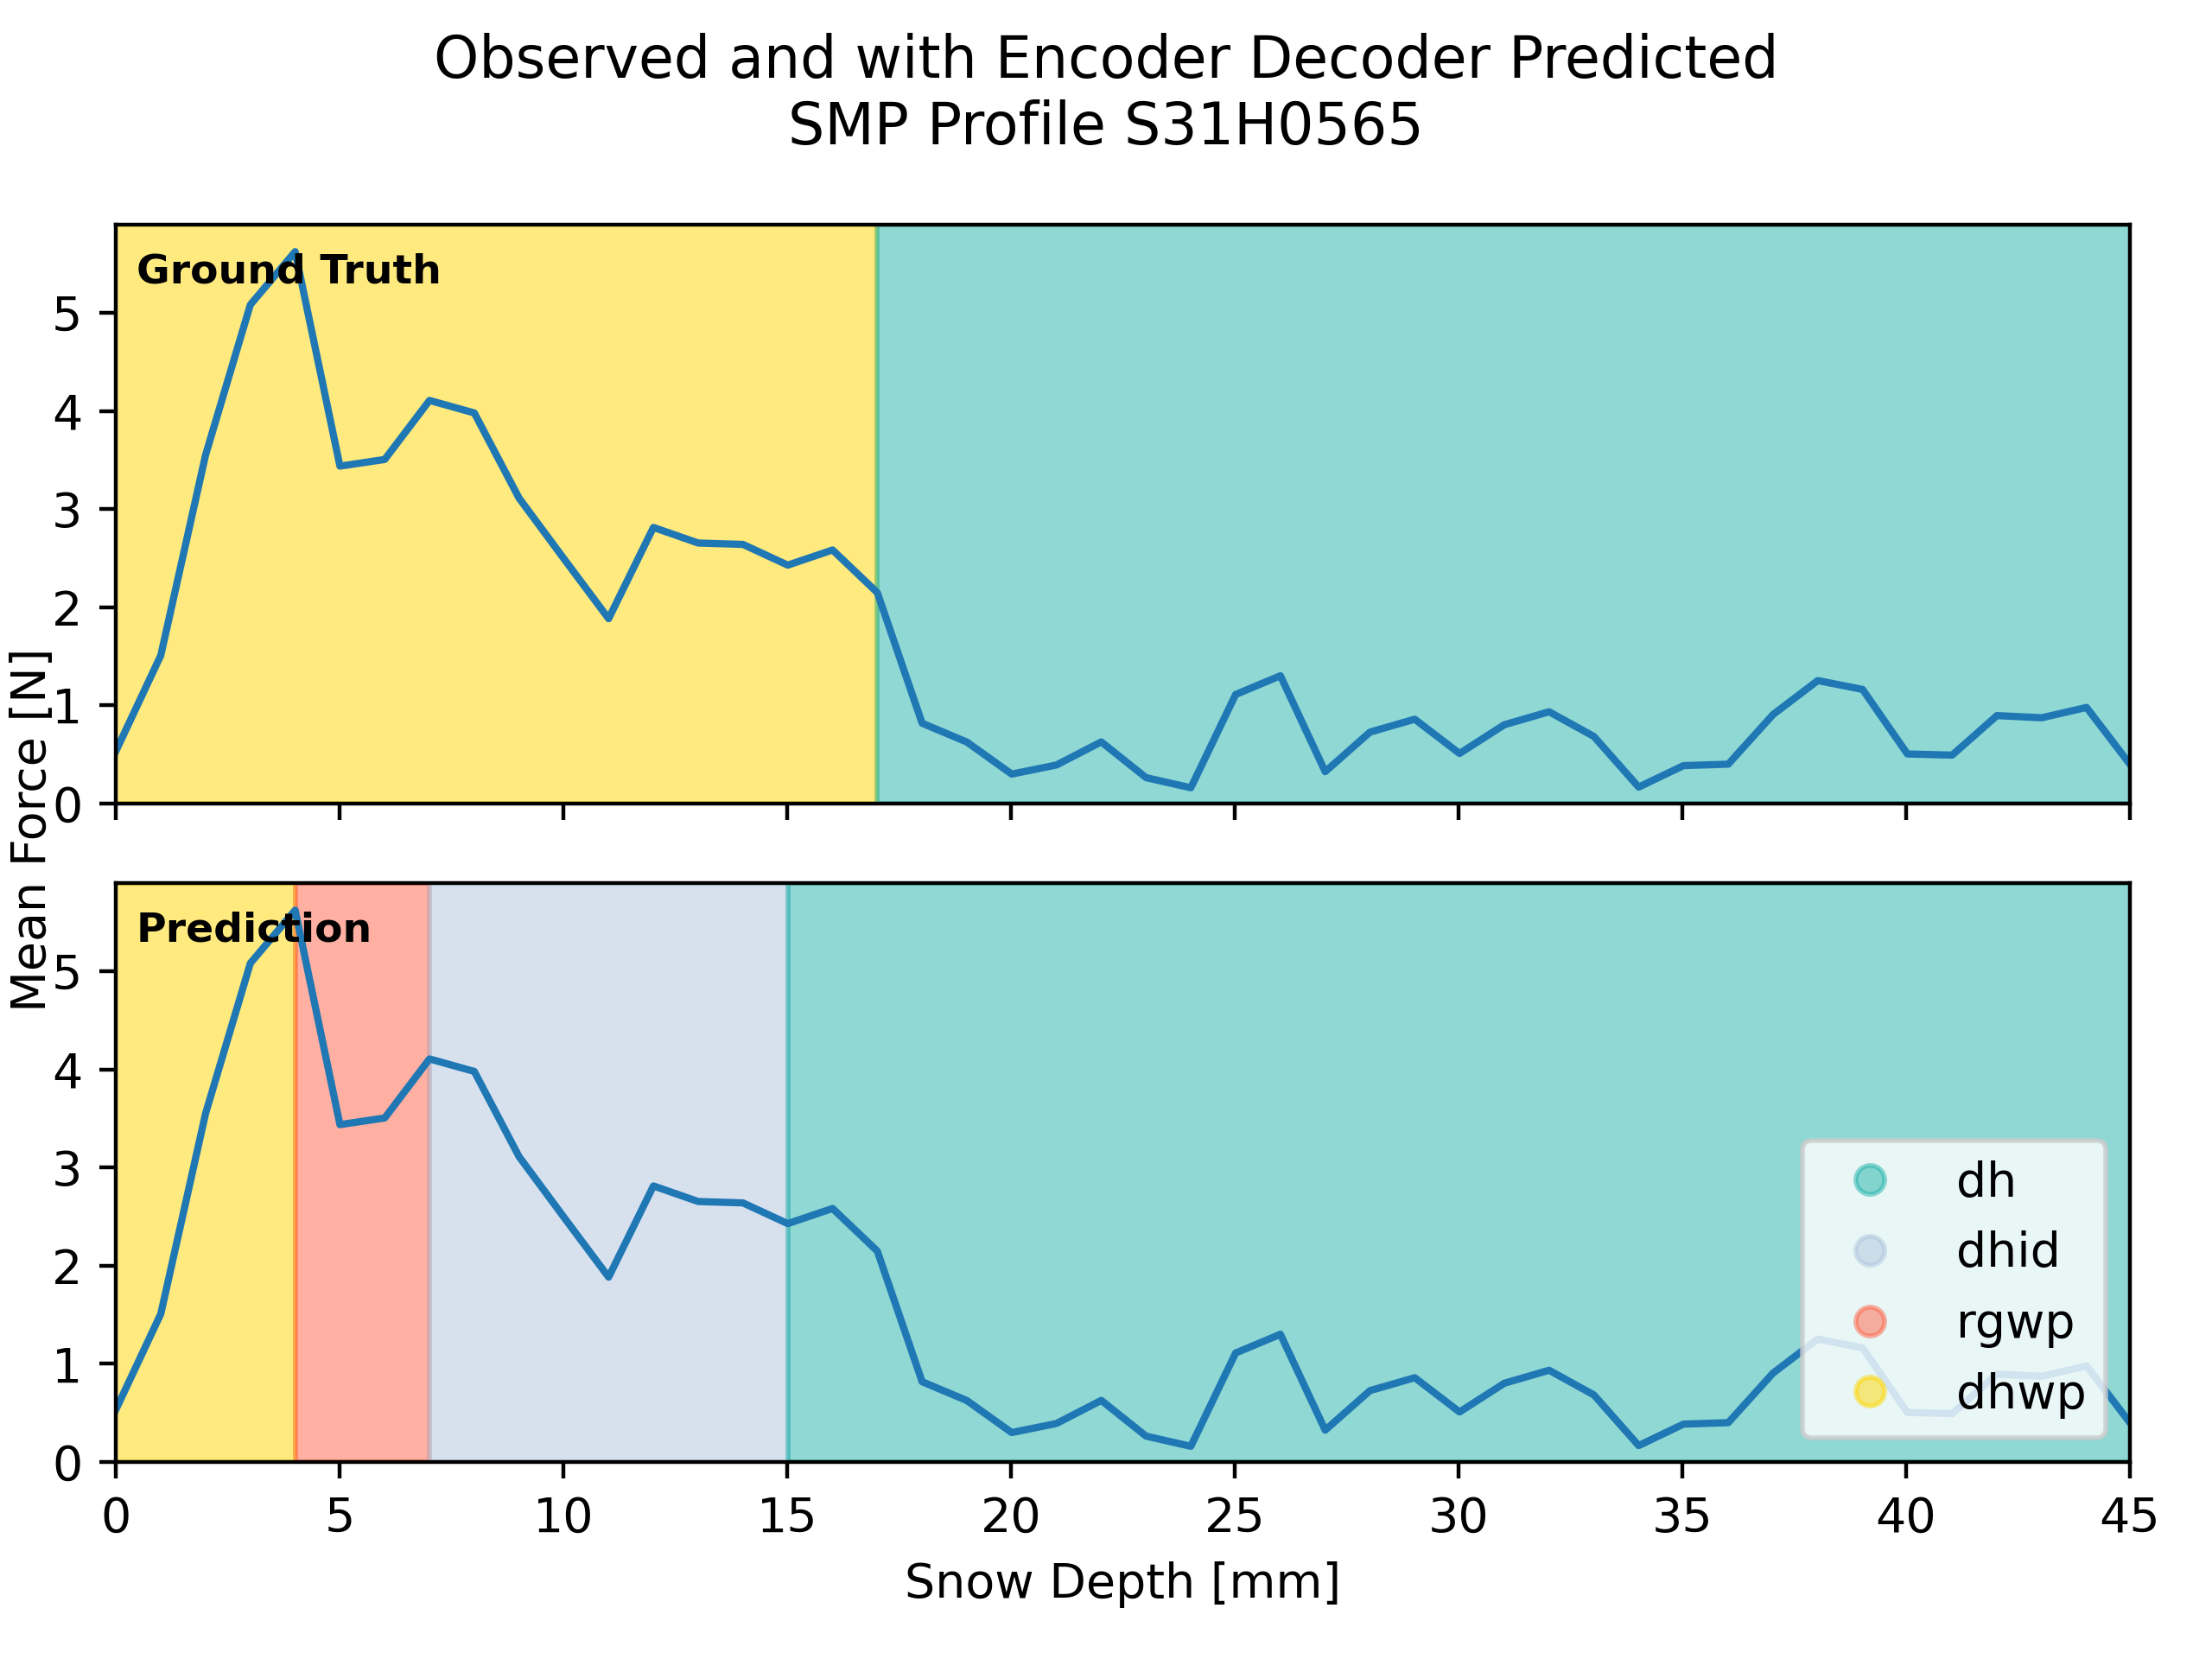 Observed and with Encoder Decoder Predicted
SMP Profile S31H0565
Ground Truth
5
4
3
2
1
0
Mean Force [N]
Prediction
5
4
3
2
1
0
dh
dhid
rgwp
dhwp
0 5 10 15 20 25 30 35 40 45
Snow Depth [mm]